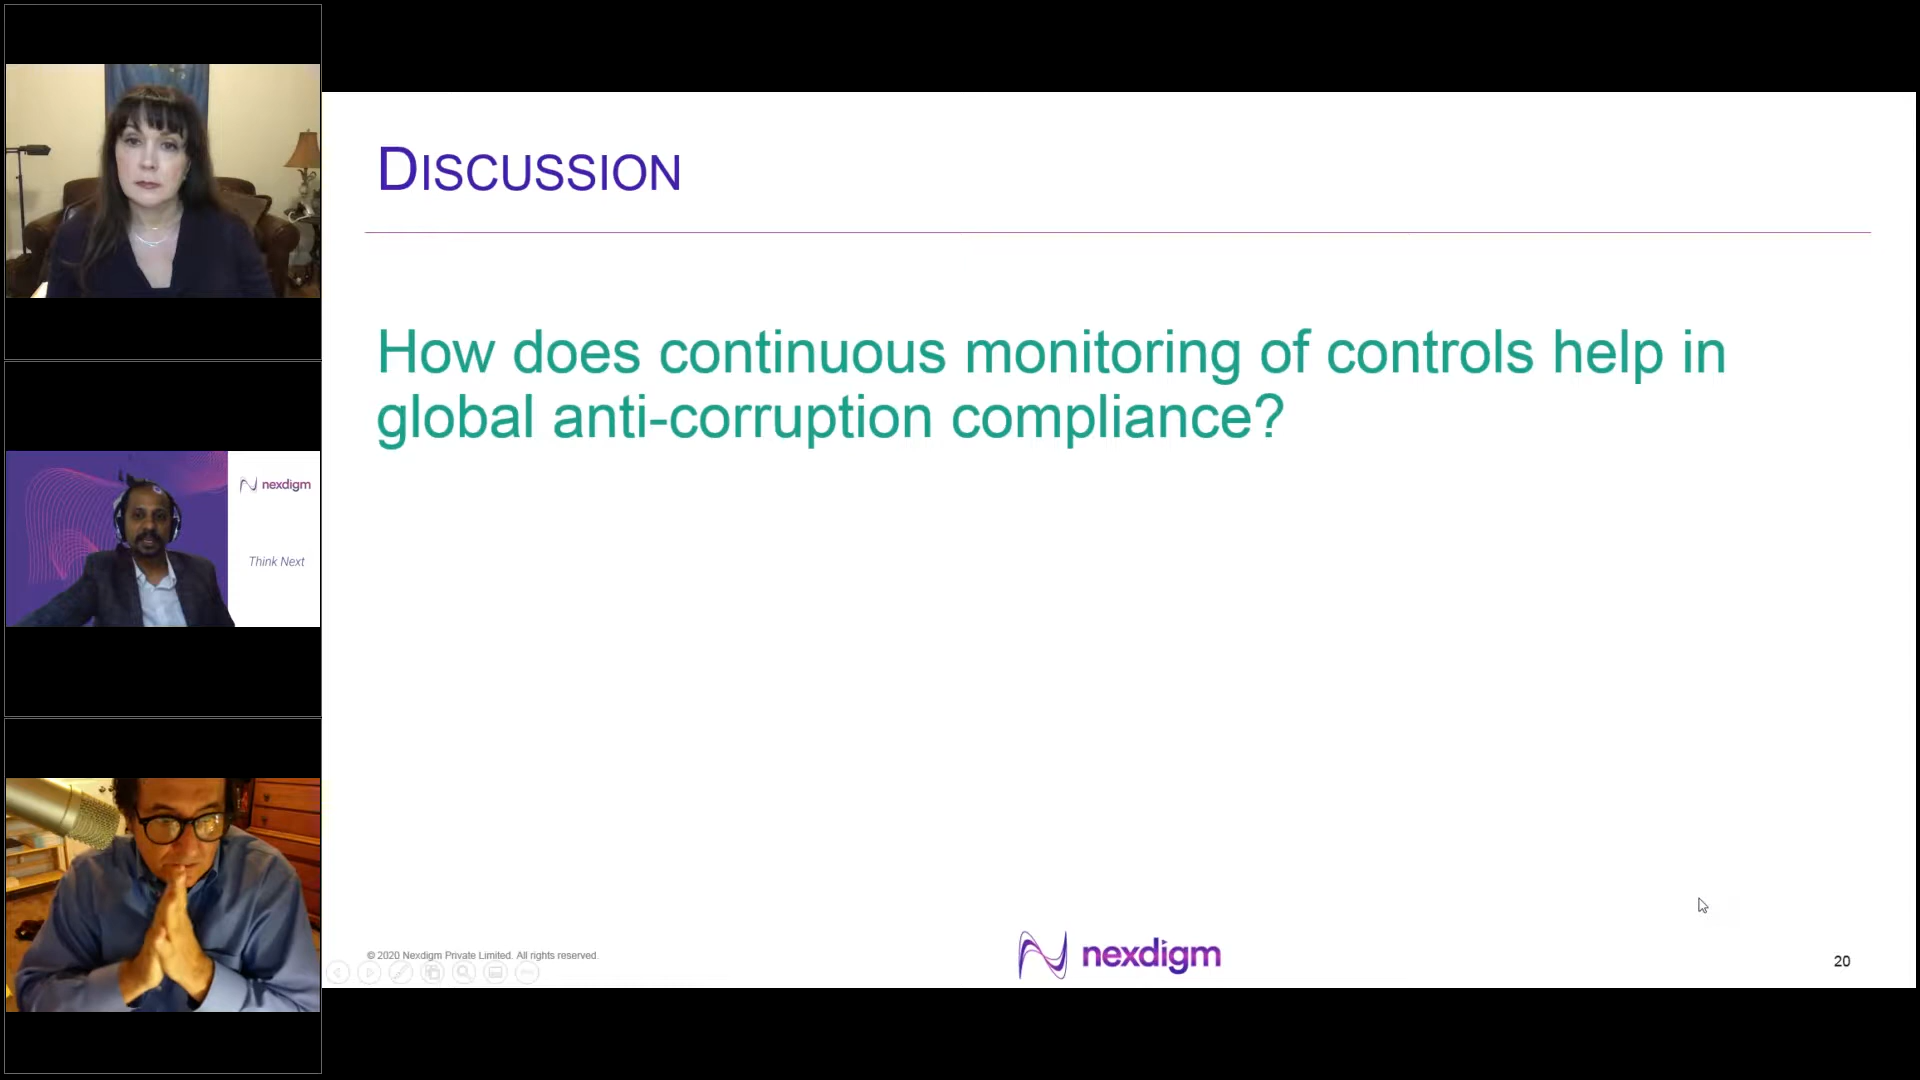 DISCUSSION
How does continuous monitoring of controls help in
global anti-corruption compliance?
nexdigm
Think Next
© 2020 Nexdigm Private Limited. All rights reserved.
nexdigm
20